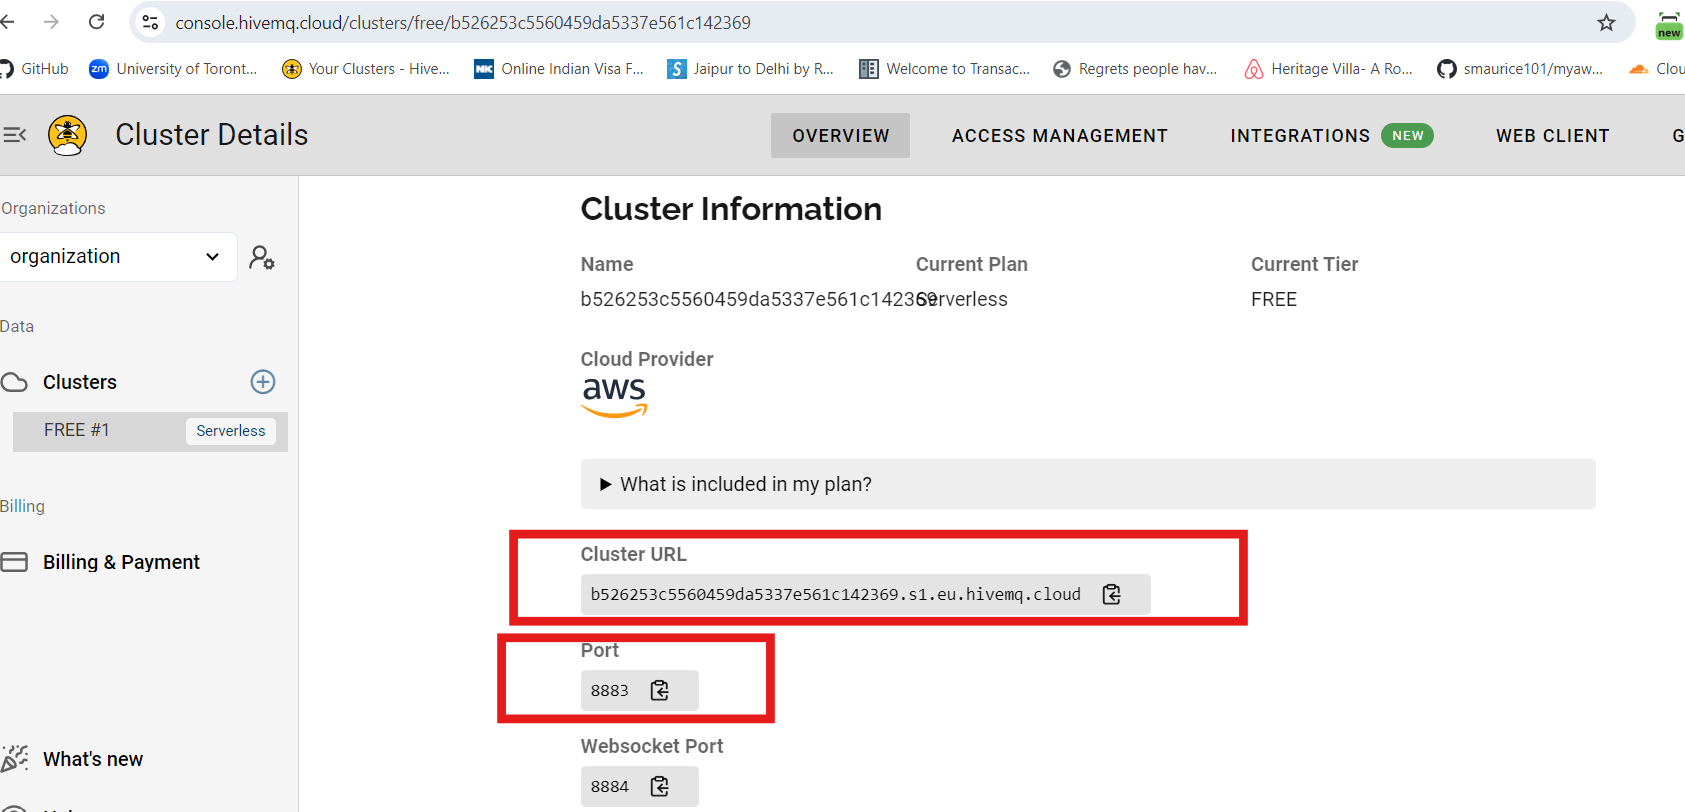 console.hivemq.cloud/clusters/free/b526253c5560459da5337e561c142369
new
GitHub
zm University of Toront...
Your Clusters - Hive...
NK Online Indian Visa F...
S Jaipur to Delhi by R...
Welcome to Transac...
Regrets people hav...
Heritage Villa- A Ro...
smaurice101/myaw...
Clou
Cluster Details
OVERVIEW
ACCESS MANAGEMENT
INTEGRATIONS NEW
WEB CLIENT
G
Organizations
organization
Data
Clusters
FREE #1 Serverless
Billing
Billing & Payment
What's new
Cluster Information
Name
b526253c5560459da5337e561c142369
Current Plan
Serverless
Current Tier
FREE
Cloud Provider
aws
What is included in my plan?
Cluster URL
b526253c5560459da5337e561c142369.s1.eu.hivemq.cloud
Port
8883
Websocket Port
8884